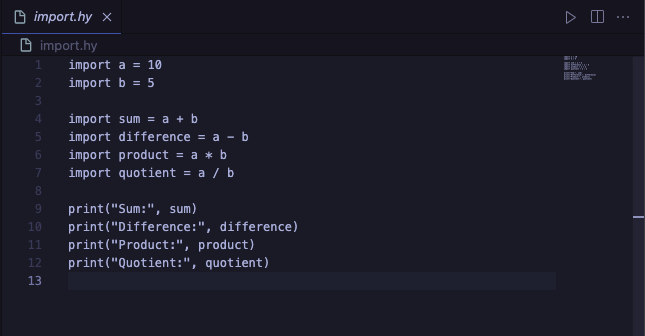 import.hy
import.hy
1 import a = 10
2 import b = 5
3
4 import sum = a + b
5 import difference = a - b
6 import product = a * b
7 import quotient = a / b
8
9 print("Sum:", sum)
10 print("Difference:", difference)
11 print("Product:", product)
12 print("Quotient:", quotient)
13